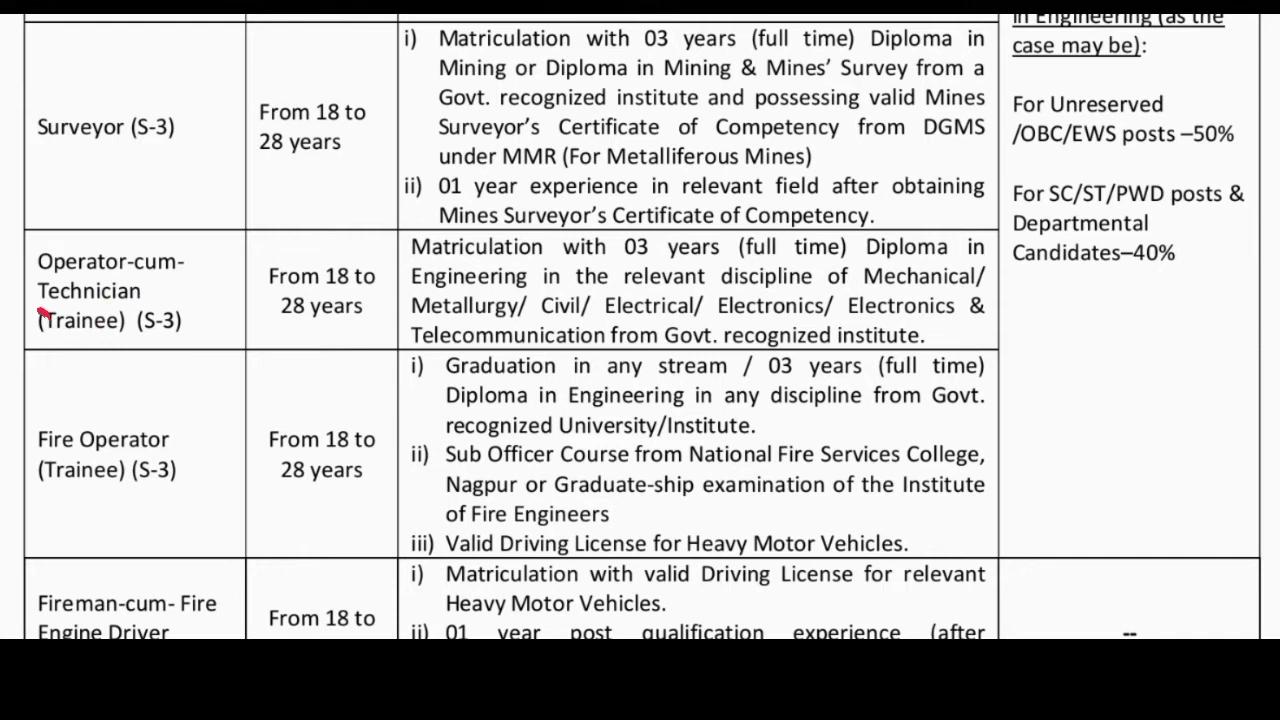 in Engineering (as the
case may be):
For Unreserved
/OBC/EWS posts –50%
For SC/ST/PWD posts &
Departmental
Candidates–40%
Surveyor (S-3)
From 18 to
28 years
i) Matriculation with 03 years (full time) Diploma in
Mining or Diploma in Mining & Mines’ Survey from a
Govt. recognized institute and possessing valid Mines
Surveyor’s Certificate of Competency from DGMS
under MMR (For Metalliferous Mines)
ii) 01 year experience in relevant field after obtaining
Mines Surveyor’s Certificate of Competency.
Operator-cum-
Technician
(Trainee) (S-3)
From 18 to
28 years
Matriculation with 03 years (full time) Diploma in
Engineering in the relevant discipline of Mechanical/
Metallurgy/ Civil/ Electrical/ Electronics/ Electronics &
Telecommunication from Govt. recognized institute.
Fire Operator
(Trainee) (S-3)
From 18 to
28 years
i) Graduation in any stream / 03 years (full time)
Diploma in Engineering in any discipline from Govt.
recognized University/Institute.
ii) Sub Officer Course from National Fire Services College,
Nagpur or Graduate-ship examination of the Institute
of Fire Engineers
iii) Valid Driving License for Heavy Motor Vehicles.
Fireman-cum- Fire
Engine Driver
From 18 to
i) Matriculation with valid Driving License for relevant
Heavy Motor Vehicles.
ii) 01 year post qualification experience (after
--